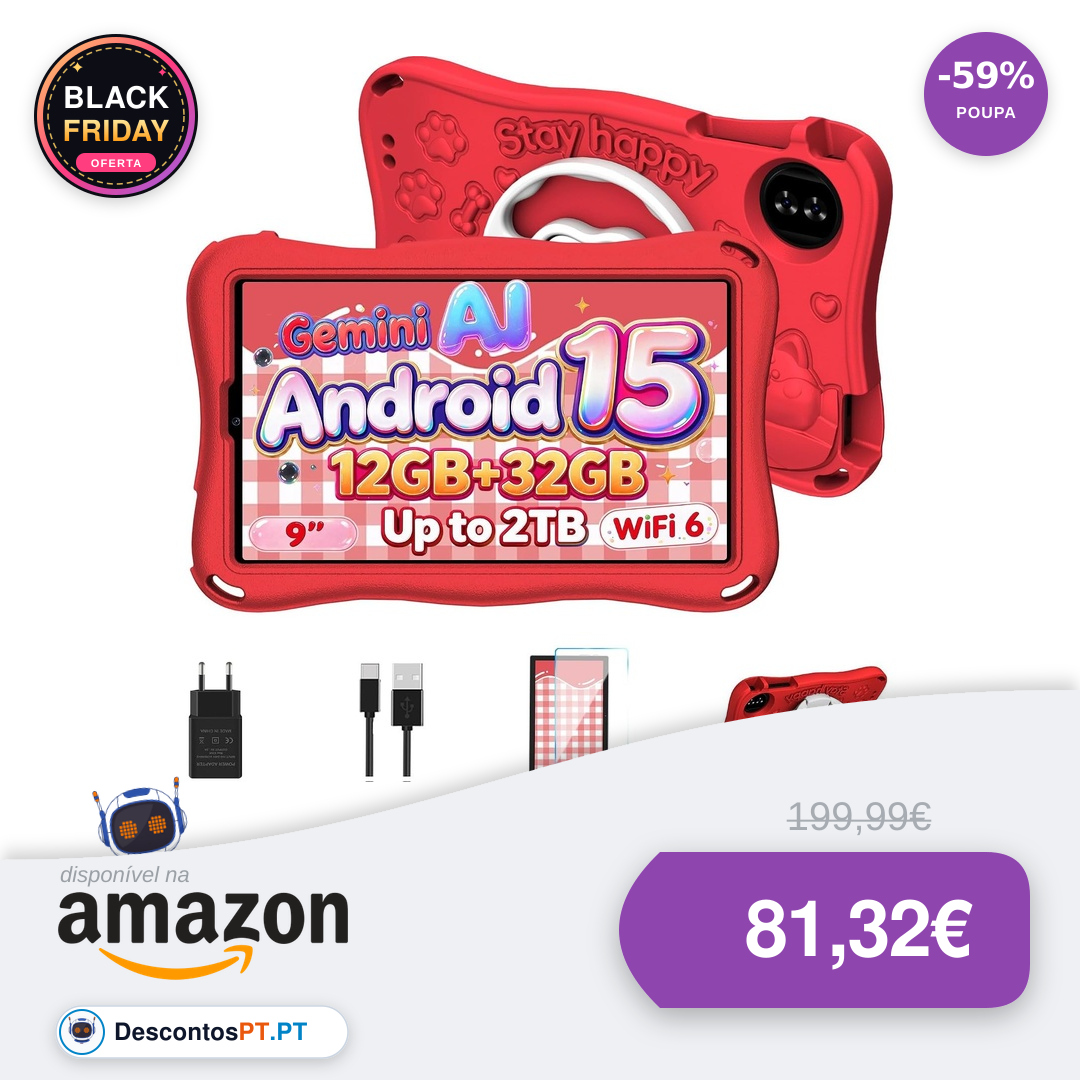 BLACK
FRIDAY
OFERTA
-59%
POUPA
Stay happy
Gemini AI
Android 15
12GB+32GB
9”
Up to 2TB
WiFi 6
199,99€
disponível na
amazon
81,32€
DescontosPT.PT